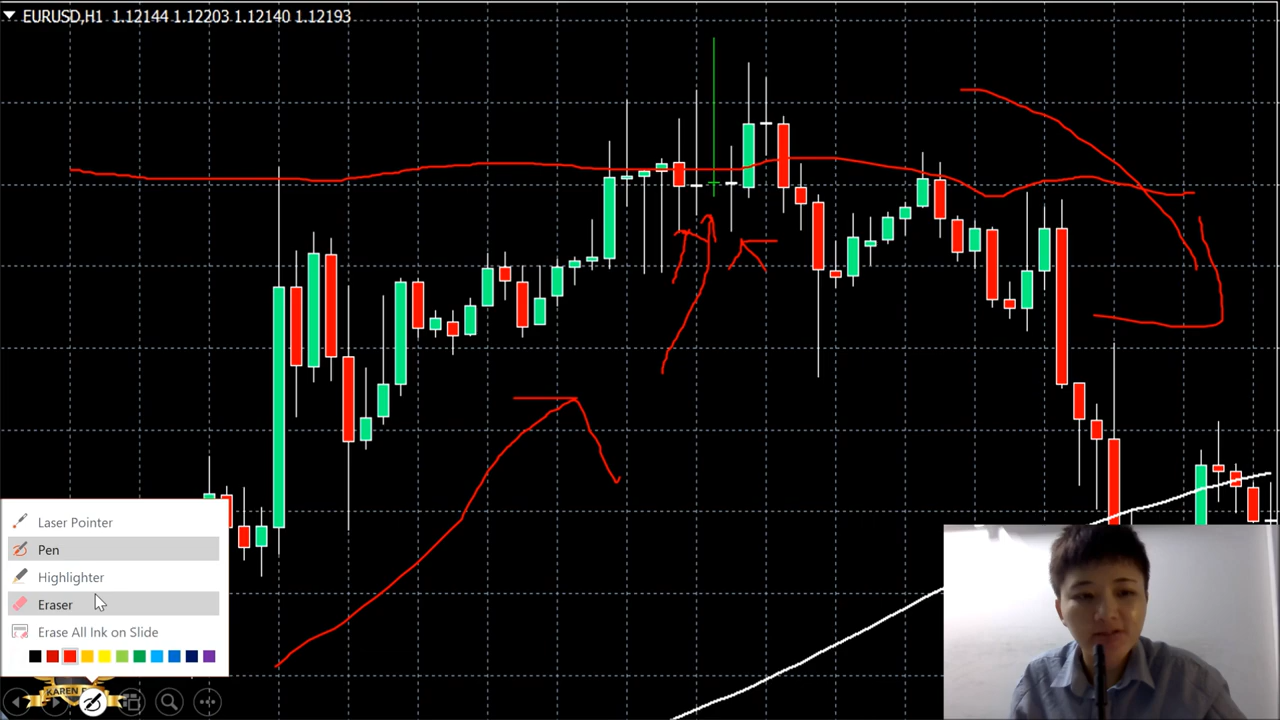 EURUSD,H1 1.12144 1.12203 1.12140 1.12193
Laser Pointer
Pen
Highlighter
Eraser
Erase All Ink on Slide
KAREN